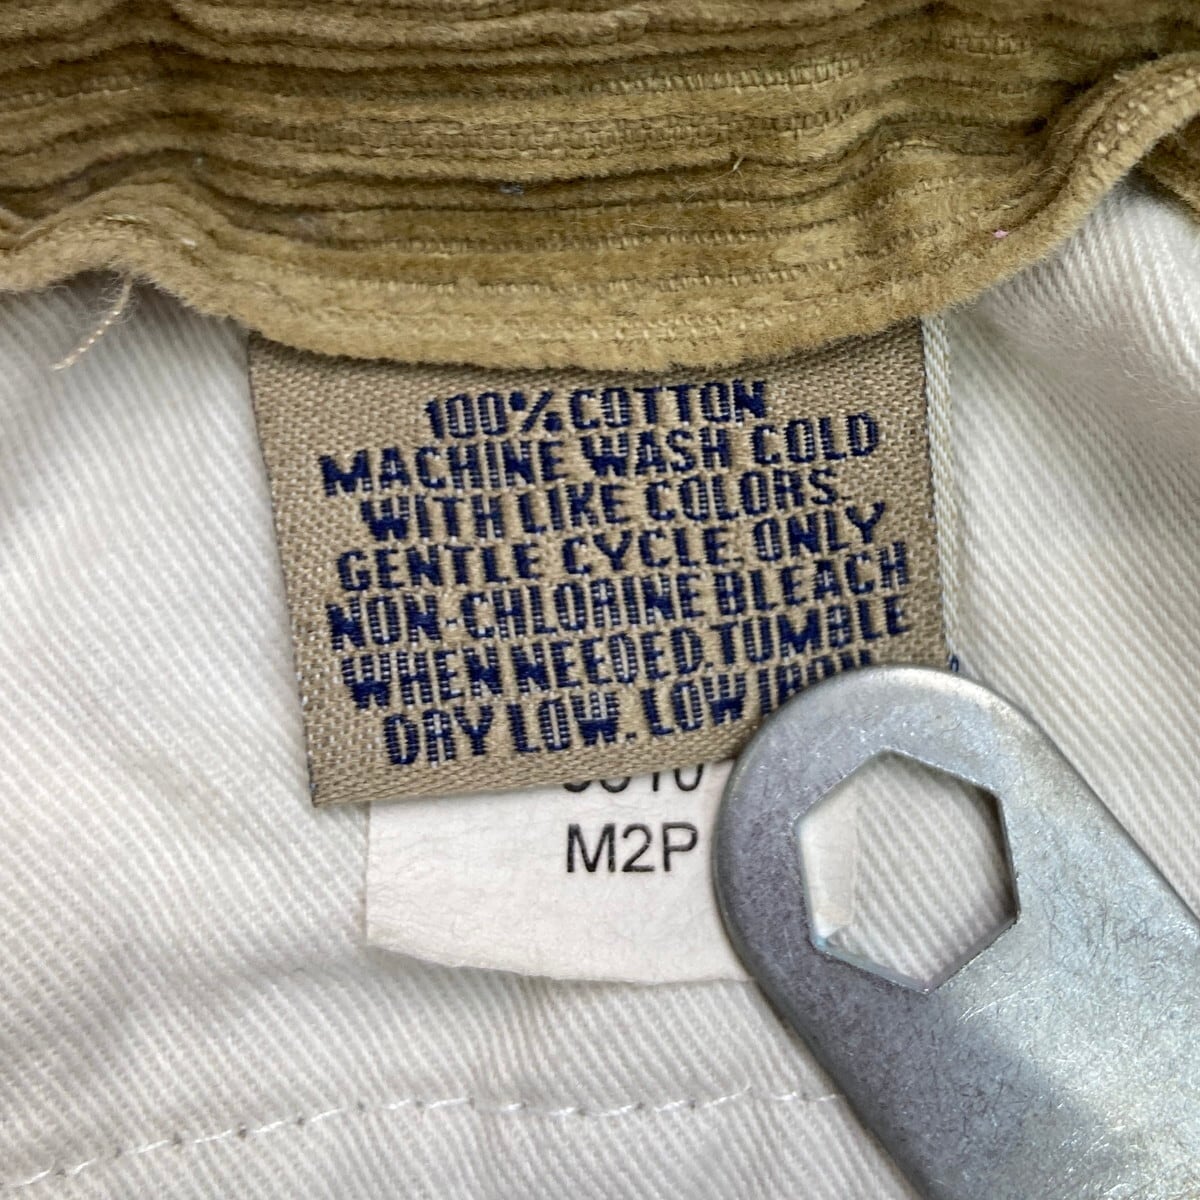 100% COTTON
MACHINE WASH COLD
WITH LIKE COLORS.
GENTLE CYCLE. ONLY
NON-CHLORINE BLEACH
WHEN NEEDED. TUMBLE
DRY LOW. LOW IRON
M2P